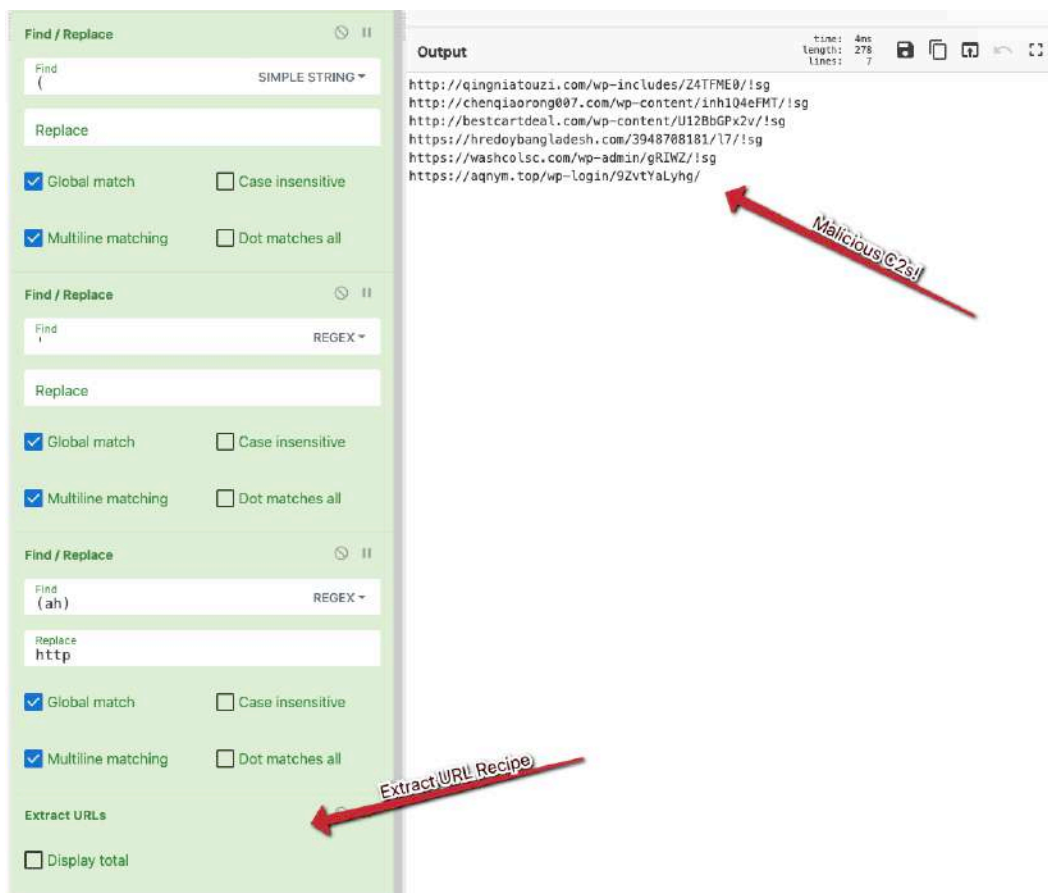 Find / Replace
Find
(
SIMPLE STRING
Replace
Global match
Case insensitive
Multiline matching
Dot matches all
Find / Replace
Find
'
REGEX
Replace
Global match
Case insensitive
Multiline matching
Dot matches all
Find / Replace
Find
(ah)
REGEX
Replace
http
Global match
Case insensitive
Multiline matching
Dot matches all
Extract URLs
Display total
Output
time: 4ms
length: 278
lines: 7
http://qingniatouzi.com/wp-includes/Z4TFME0/!sg
http://chenqiaorong007.com/wp-content/inh1Q4eFMT/!sg
http://bestcartdeal.com/wp-content/U12BbGPx2v/!sg
https://hredoybangladesh.com/3948708181/l7/!sg
https://washcolsc.com/wp-admin/gRIWZ/!sg
https://aqnym.top/wp-login/9ZvtYaLyhg/
Malicious C2s!
Extract URL Recipe